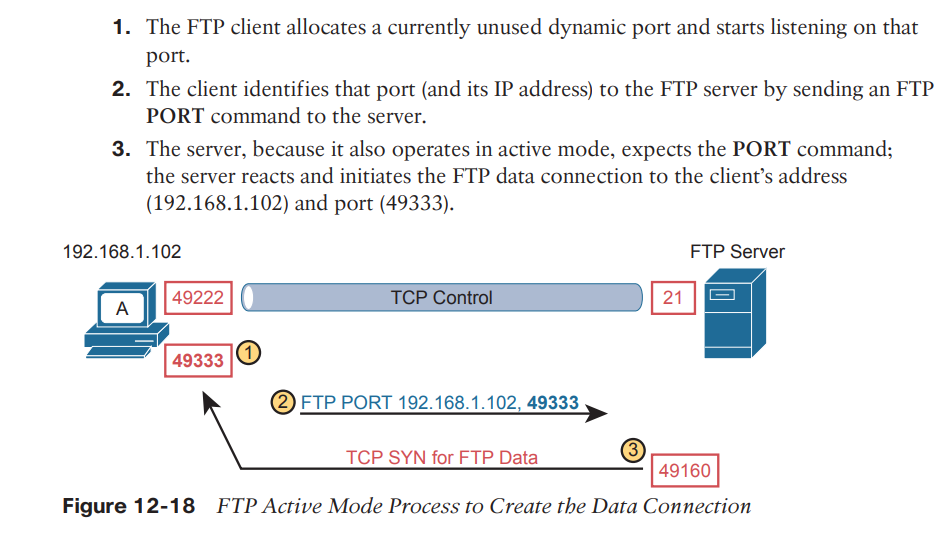 1. The FTP client allocates a currently unused dynamic port and starts listening on that
port.
2. The client identifies that port (and its IP address) to the FTP server by sending an FTP
PORT command to the server.
3. The server, because it also operates in active mode, expects the PORT command;
the server reacts and initiates the FTP data connection to the client's address
(192.168.1.102) and port (49333).
192.168.1.102
FTP Server
A
49222
TCP Control
21
49333
1
2 FTP PORT 192.168.1.102, 49333
TCP SYN for FTP Data
3
49160
Figure 12-18 FTP Active Mode Process to Create the Data Connection